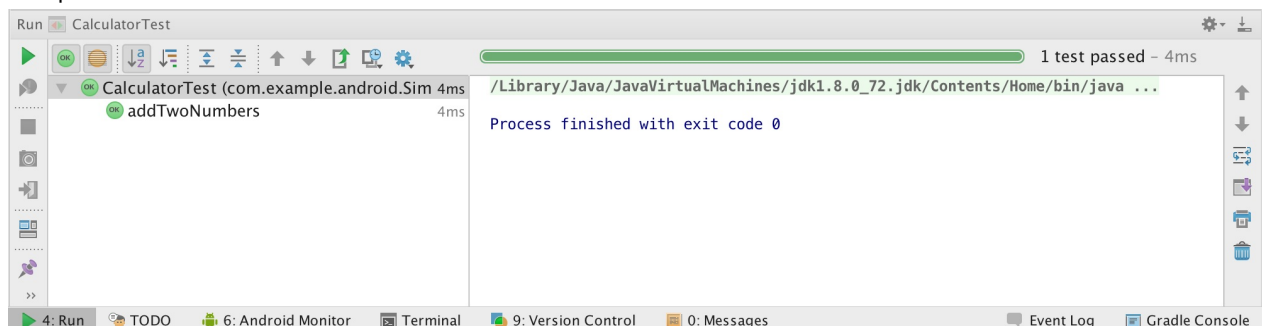 Run CalculatorTest
1 test passed – 4ms
CalculatorTest (com.example.android.Sim 4ms
addTwoNumbers 4ms
/Library/Java/JavaVirtualMachines/jdk1.8.0_72.jdk/Contents/Home/bin/java ...
Process finished with exit code 0
4: Run TODO 6: Android Monitor Terminal 9: Version Control 0: Messages Event Log Gradle Console